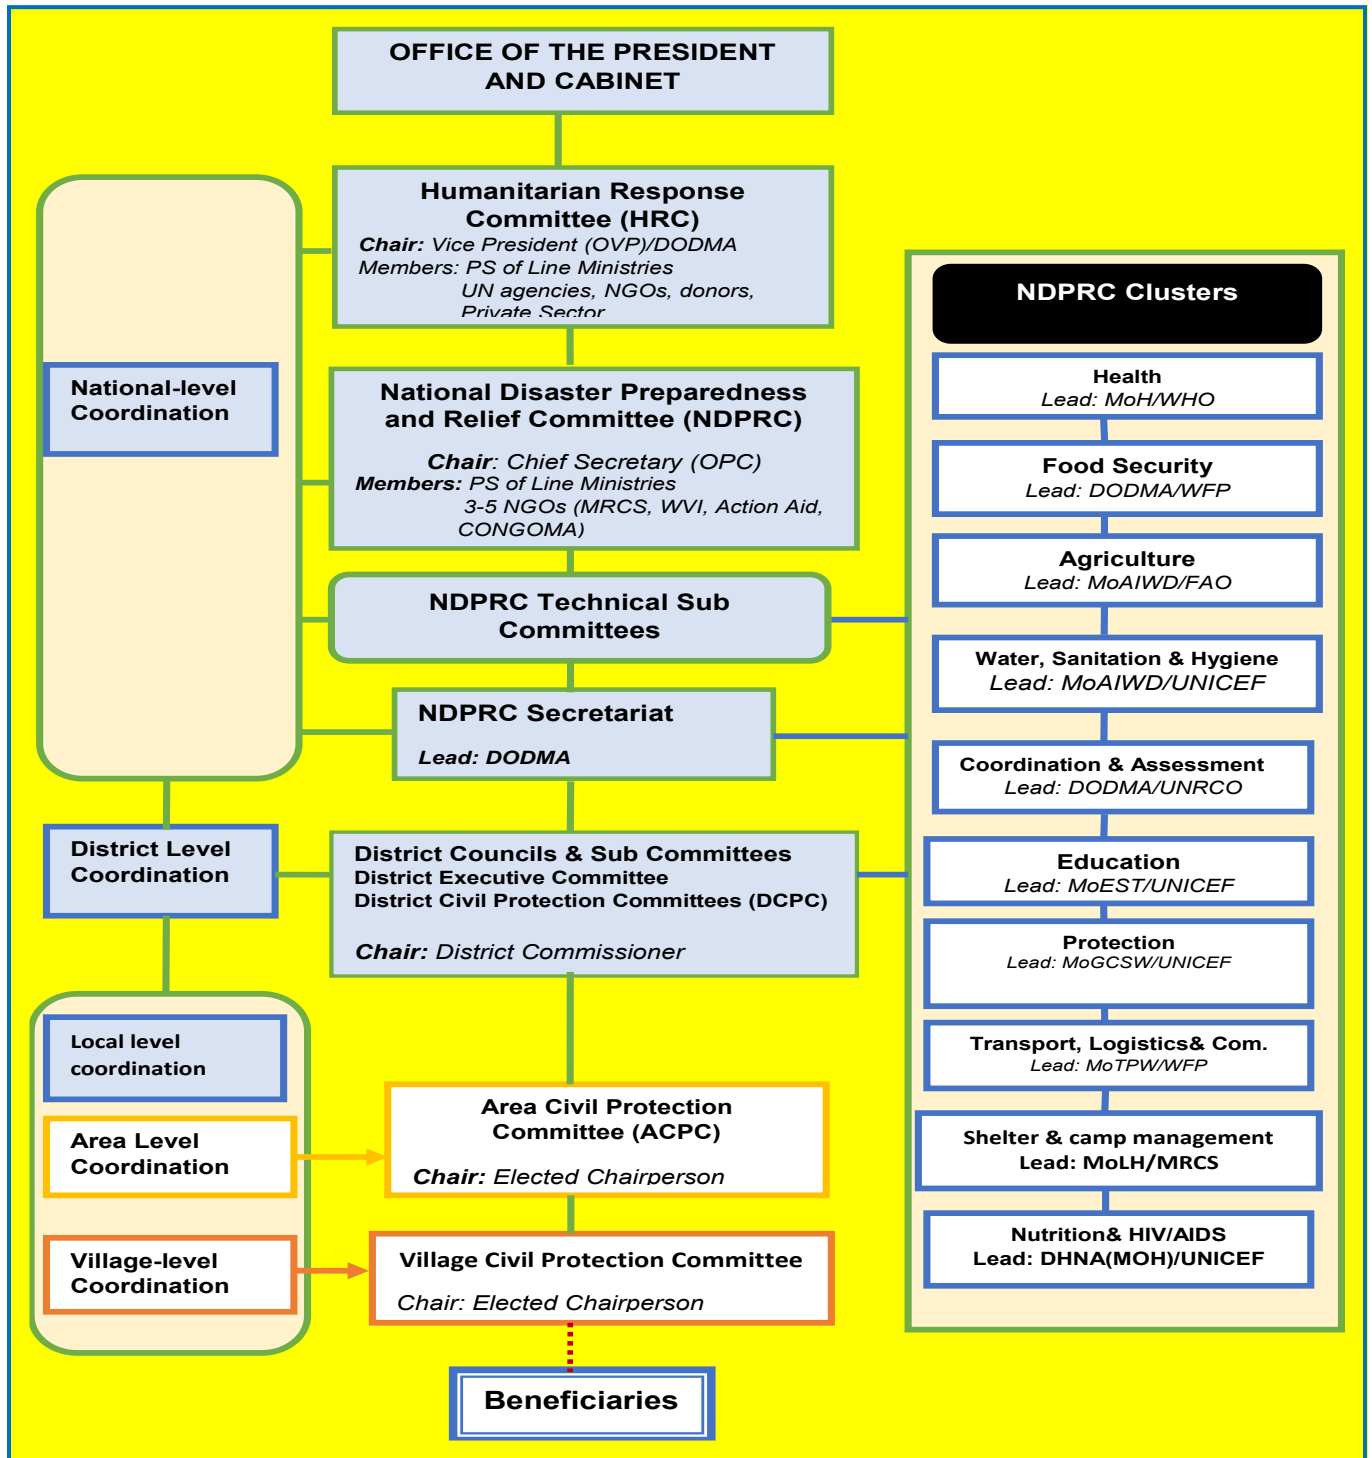 OFFICE OF THE PRESIDENT
AND CABINET
Humanitarian Response
Committee (HRC)
Chair: Vice President (OVP)/DODMA
Members: PS of Line Ministries
UN agencies, NGOs, donors,
Private Sector
National-level
Coordination
National Disaster Preparedness
and Relief Committee (NDPRC)
Chair: Chief Secretary (OPC)
Members: PS of Line Ministries
3-5 NGOs (MRCS, WVI, Action Aid,
CONGOMA)
NDPRC Technical Sub
Committees
NDPRC Secretariat
Lead: DODMA
District Level
Coordination
District Councils & Sub Committees
District Executive Committee
District Civil Protection Committees (DCPC)
Chair: District Commissioner
Local level
coordination
Area Level
Coordination
Area Civil Protection
Committee (ACPC)
Chair: Elected Chairperson
Village-level
Coordination
Village Civil Protection Committee
Chair: Elected Chairperson
Beneficiaries
NDPRC Clusters
Health
Lead: MoH/WHO
Food Security
Lead: DODMA/WFP
Agriculture
Lead: MoAIWD/FAO
Water, Sanitation & Hygiene
Lead: MoAIWD/UNICEF
Coordination & Assessment
Lead: DODMA/UNRCO
Education
Lead: MoEST/UNICEF
Protection
Lead: MoGCSW/UNICEF
Transport, Logistics& Com.
Lead: MoTPW/WFP
Shelter & camp management
Lead: MoLH/MRCS
Nutrition& HIV/AIDS
Lead: DHNA(MOH)/UNICEF